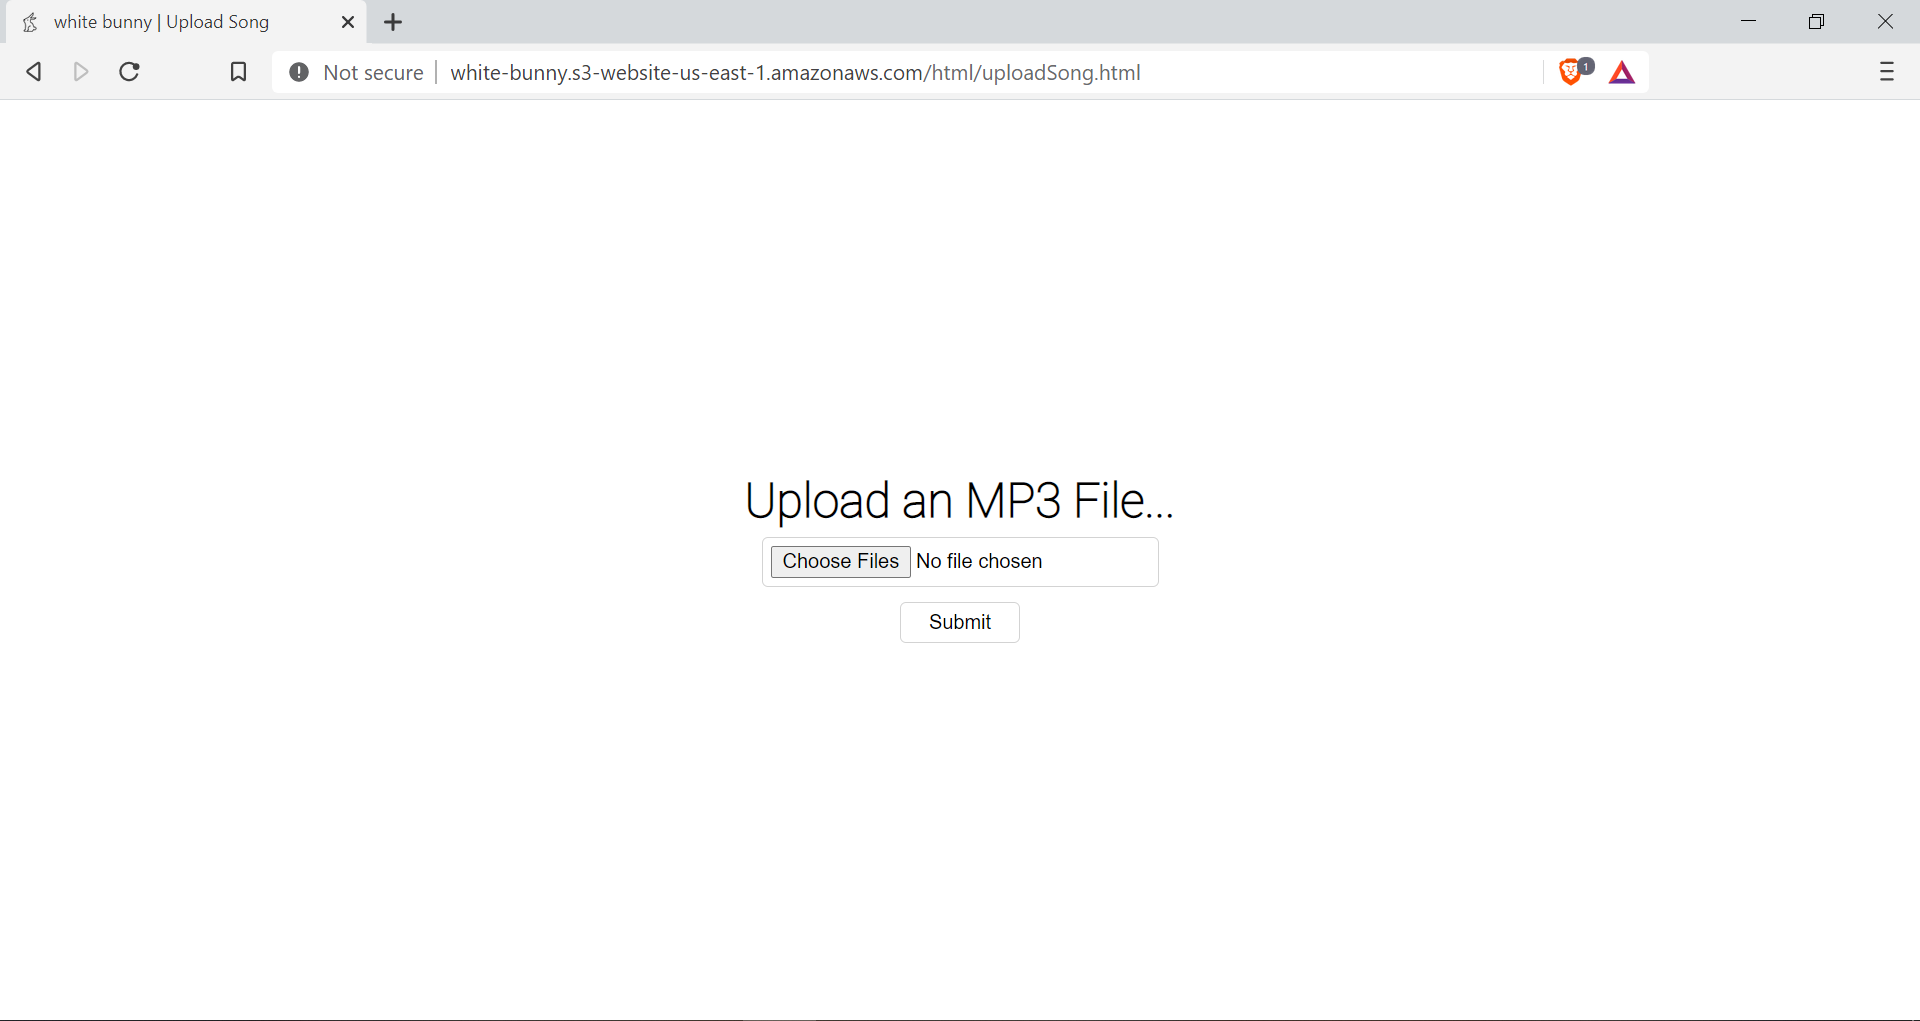 white bunny | Upload Song
Not secure | white-bunny.s3-website-us-east-1.amazonaws.com/html/uploadSong.html
1
Upload an MP3 File...
Choose Files No file chosen
Submit